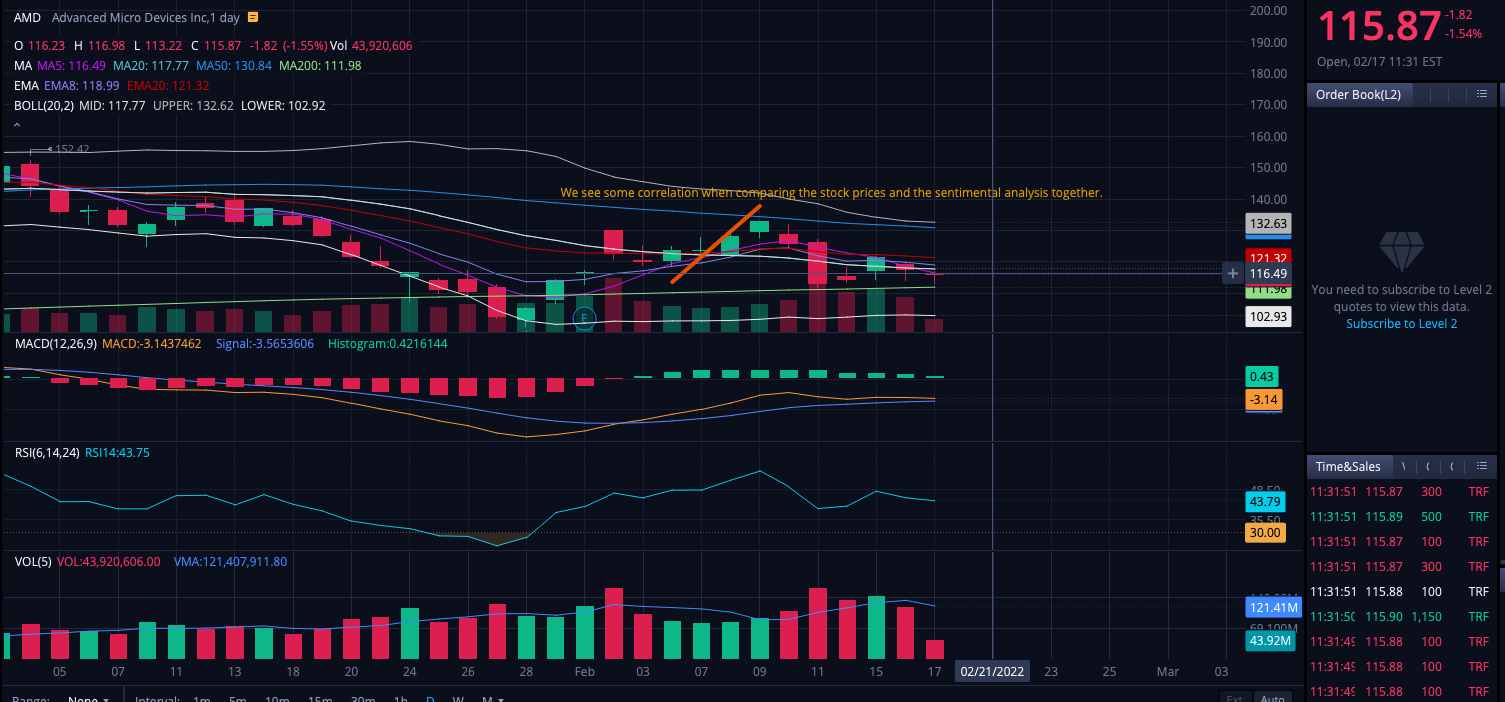 AMD Advanced Micro Devices Inc,1 day
O 116.23 H 116.98 L 113.22 C 115.87 -1.82 (-1.55%) Vol 43,920,606
MA MA5: 116.49 MA20: 117.77 MA50: 130.84 MA200: 111.98
EMA EMA8: 118.99 EMA20: 121.32
BOLL(20,2) MID: 117.77 UPPER: 132.62 LOWER: 102.92
152.42
We see some correlation when comparing the stock prices and the sentimental analysis together.
E
200.00
190.00
180.00
170.00
160.00
150.00
140.00
132.63
121.32
116.49
111.98
102.93
MACD(12,26,9) MACD:-3.1437462 Signal:-3.5653606 Histogram:0.4216144
0.43
-3.14
RSI(6,14,24) RSI14:43.75
48.50
43.79
35.50
30.00
VOL(5) VOL:43,920,606.00 VMA:121,407,911.80
121.41M
69.100M
43.92M
05 07 11 13 18 20 24 26 28 Feb 03 07 09 11 15 17 02/21/2022 23 25 Mar 03
Range: None Interval: 1m 5m 10m 15m 30m 1h D W M Ext Auto
115.87 -1.82
-1.54%
Open, 02/17 11:31 EST
Order Book(L2)
You need to subscribe to Level 2
quotes to view this data.
Subscribe to Level 2
Time&Sales
11:31:51 115.87 300 TRF
11:31:51 115.89 500 TRF
11:31:51 115.87 100 TRF
11:31:51 115.87 300 TRF
11:31:51 115.88 100 TRF
11:31:50 115.90 1,150 TRF
11:31:49 115.88 100 TRF
11:31:49 115.88 100 TRF
11:31:49 115.88 100 TRF